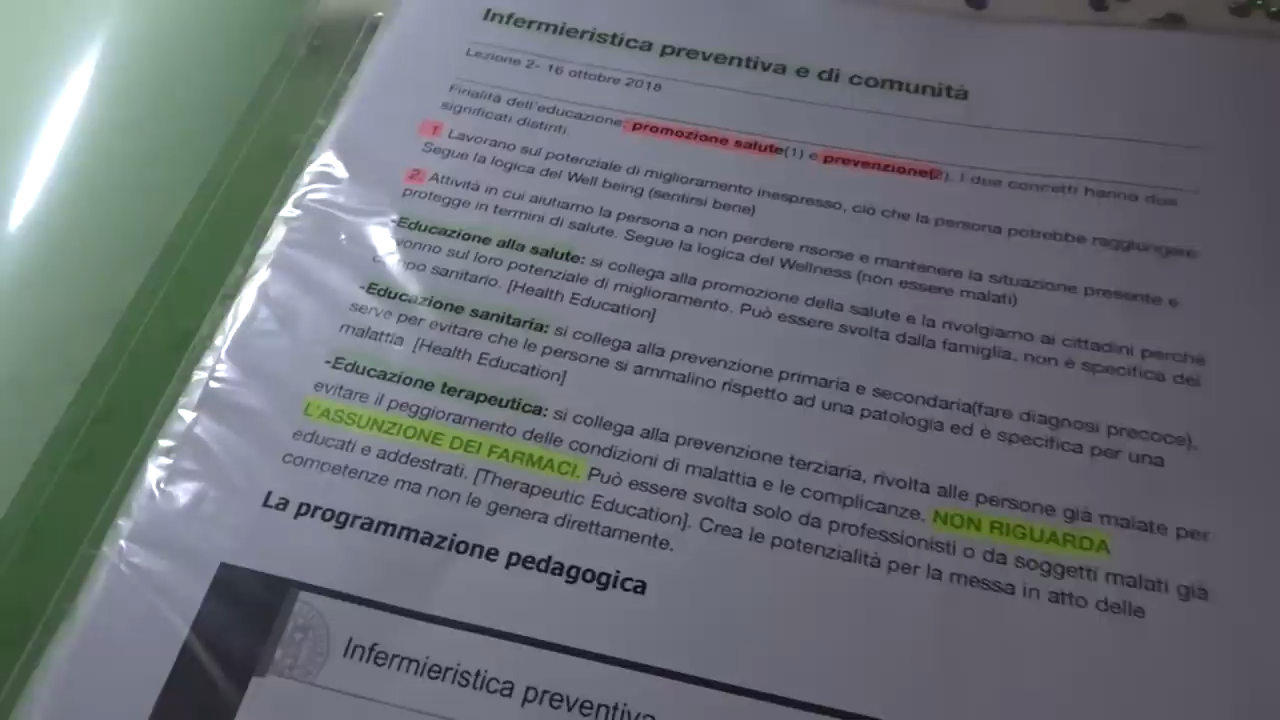 Infermieristica preventiva e di comunità
Lezione 2- 16 ottobre 2018
Finalità dell'educazione: promozione salute(1) e prevenzione(2). I due concetti hanno due
significati distinti.
1. Lavorano sul potenziale di miglioramento inespresso, ciò che la persona potrebbe raggiungere
Segue la logica del Well being (sentirsi bene)
2. Attività in cui aiutiamo la persona a non perdere risorse e mantenere la situazione presente e
protegge in termini di salute. Segue la logica del Wellness (non essere malati)
-Educazione alla salute: si collega alla promozione della salute e la rivolgiamo ai cittadini perché
vonno sul loro potenziale di miglioramento. Può essere svolta dalla famiglia, non è specifica del
campo sanitario. [Health Education]
-Educazione sanitaria: si collega alla prevenzione primaria e secondaria(fare diagnosi precoce),
serve per evitare che le persone si ammalino rispetto ad una patologia ed è specifica per una
malattia [Health Education]
-Educazione terapeutica: si collega alla prevenzione terziaria, rivolta alle persone già malate per
evitare il peggioramento delle condizioni di malattia e le complicanze. NON RIGUARDA
L'ASSUNZIONE DEI FARMACI. Può essere svolta solo da professionisti o da soggetti malati già
educati e addestrati. [Therapeutic Education]. Crea le potenzialità per la messa in atto delle
competenze ma non le genera direttamente.
La programmazione pedagogica
Infermieristica preventiva